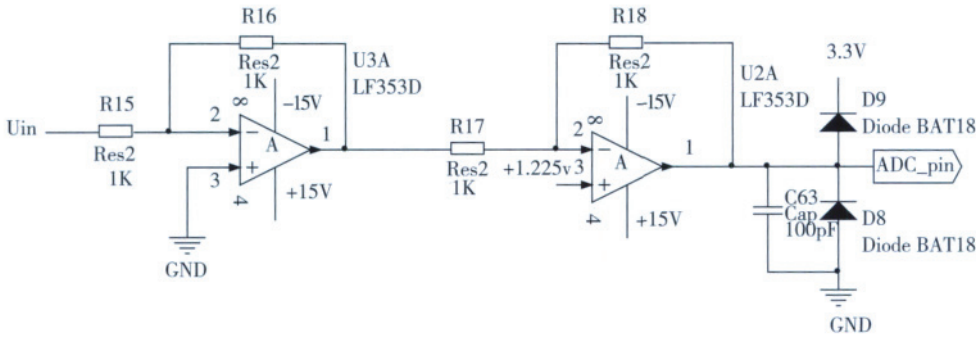 R16
Res2
1K
U3A
LF353D
-15V
R15
Uin
Res2
1K
2
8
A
1
3
4
+15V
GND
R17
Res2
1K
R18
Res2
1K
U2A
LF353D
-15V
2
8
A
1
+1.225v
3
4
+15V
3.3V
D9
Diode BAT18
ADC_pin
C63
Cap
100pF
D8
Diode BAT18
GND